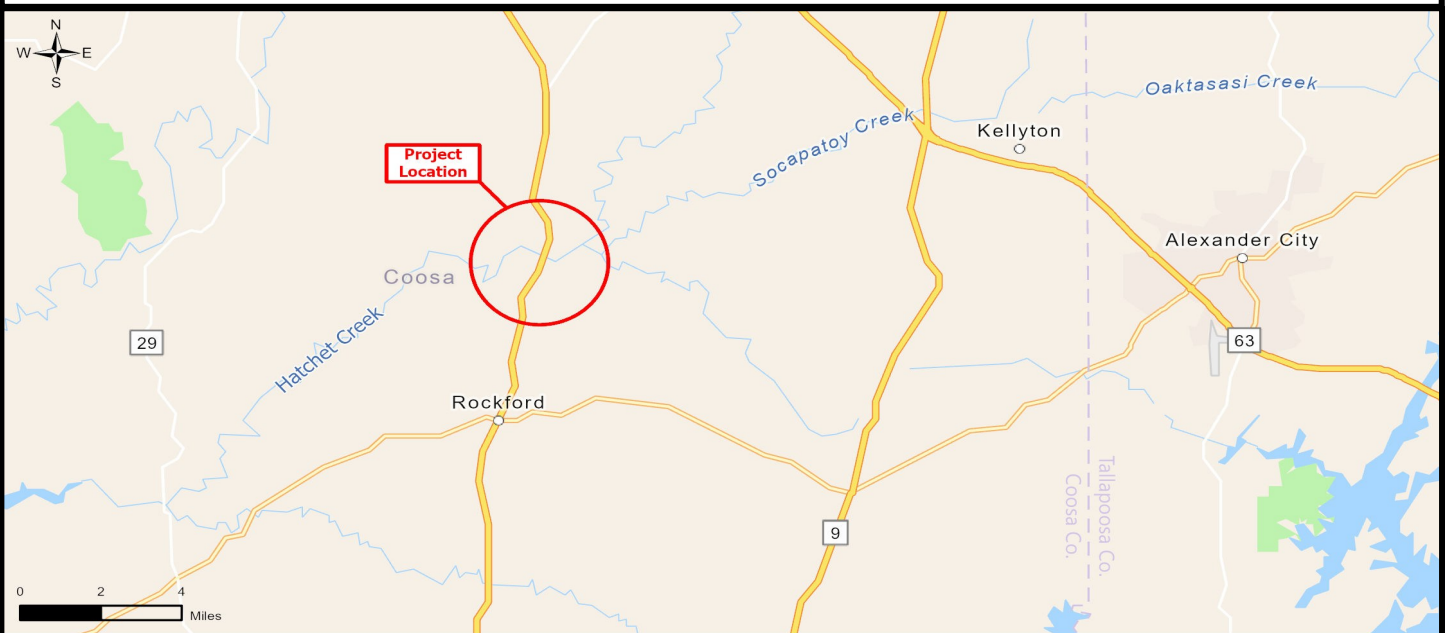 N
W E
S
Oaktasasi Creek
Kellyton
Socapatoy Creek
Project
Location
Alexander City
Coosa
Hatchet Creek
29
63
Rockford
Tallapoosa Co.
Coosa Co.
9
0 2 4
Miles